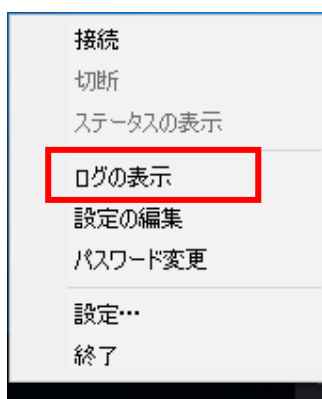 接続
切断
ステータスの表示
ログの表示
設定の編集
パスワード変更
設定…
終了